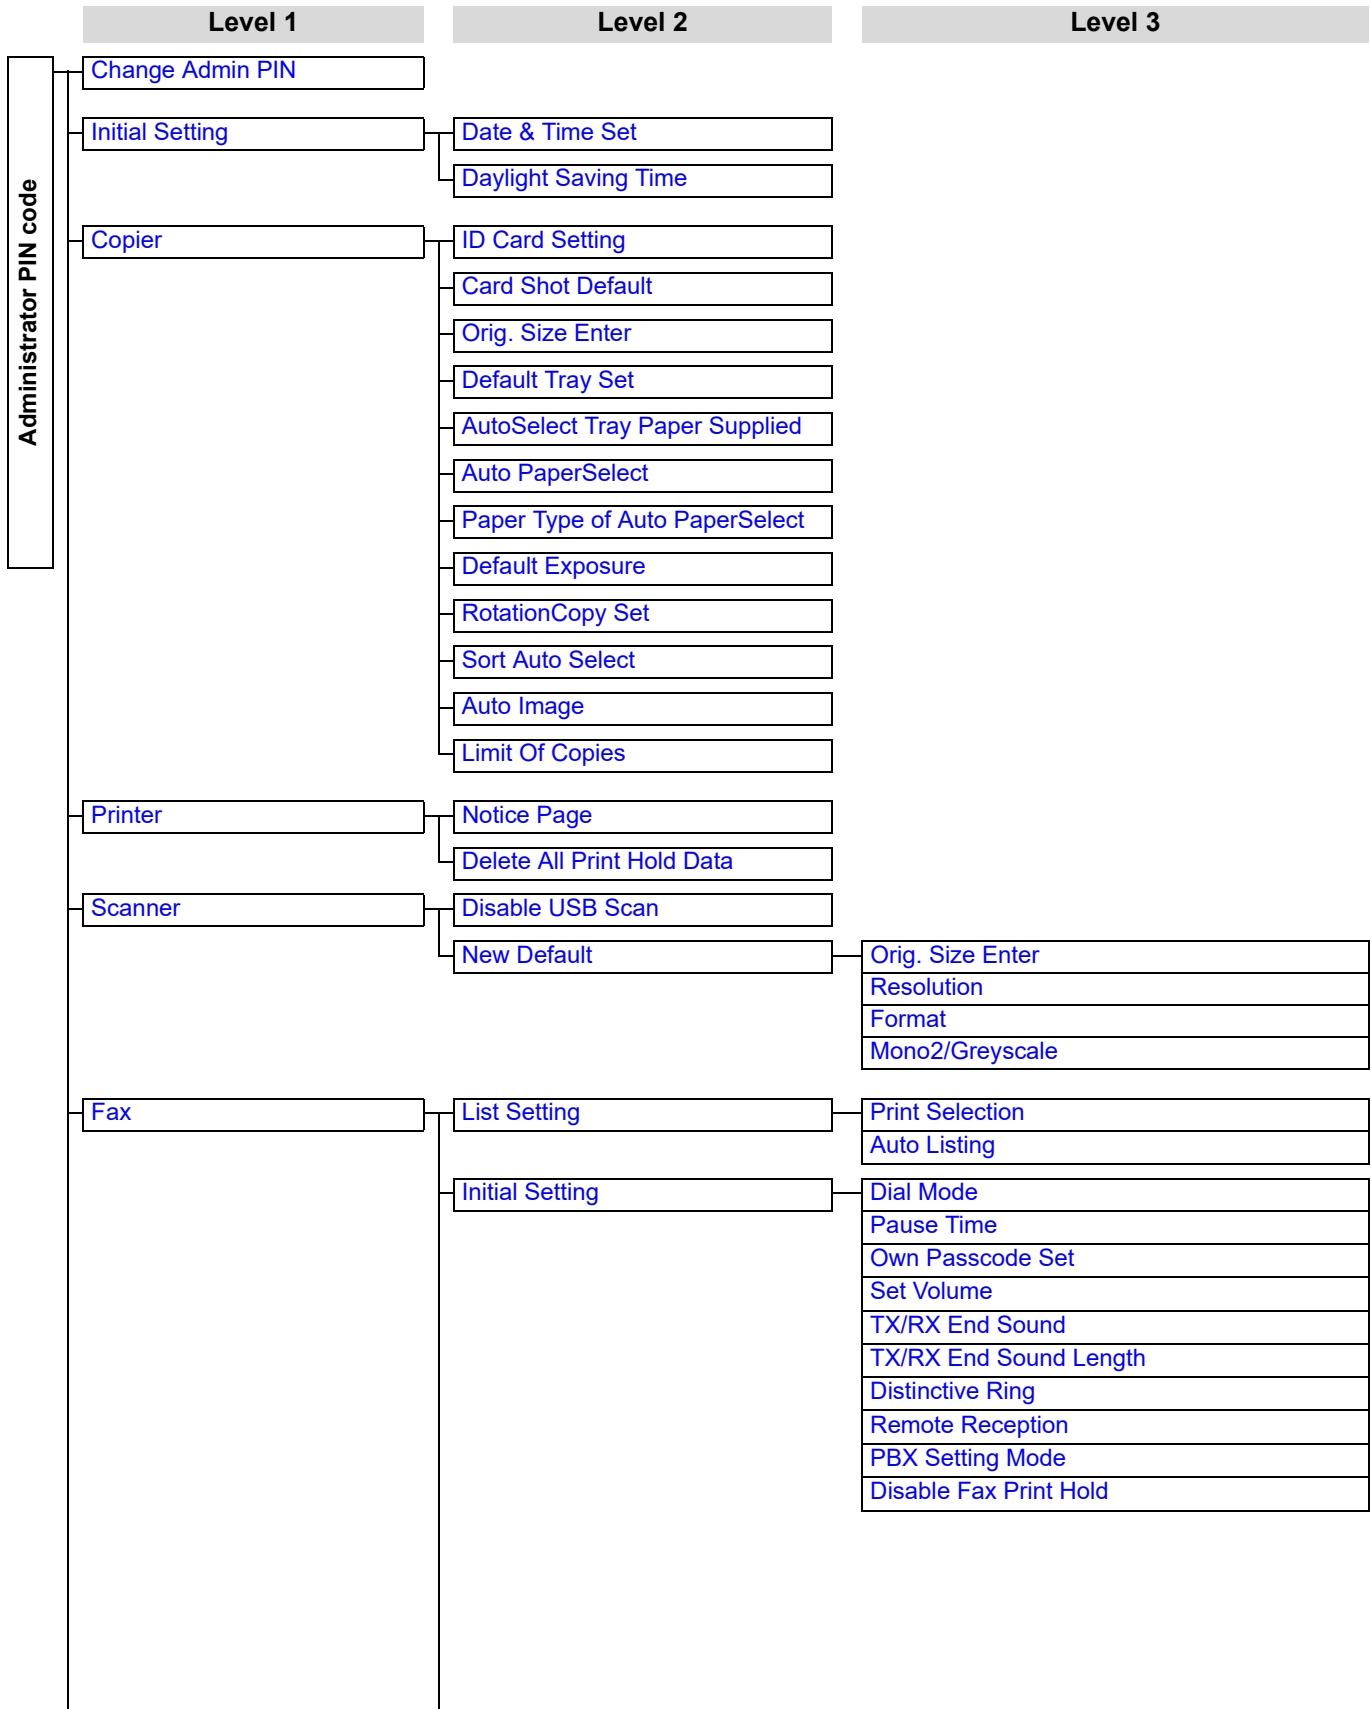 Level 1
Level 2
Level 3
Administrator PIN code
Change Admin PIN
Initial Setting
Date & Time Set
Daylight Saving Time
Copier
ID Card Setting
Card Shot Default
Orig. Size Enter
Default Tray Set
AutoSelect Tray Paper Supplied
Auto PaperSelect
Paper Type of Auto PaperSelect
Default Exposure
RotationCopy Set
Sort Auto Select
Auto Image
Limit Of Copies
Printer
Notice Page
Delete All Print Hold Data
Scanner
Disable USB Scan
New Default
Orig. Size Enter
Resolution
Format
Mono2/Greyscale
Fax
List Setting
Print Selection
Auto Listing
Initial Setting
Dial Mode
Pause Time
Own Passcode Set
Set Volume
TX/RX End Sound
TX/RX End Sound Length
Distinctive Ring
Remote Reception
PBX Setting Mode
Disable Fax Print Hold